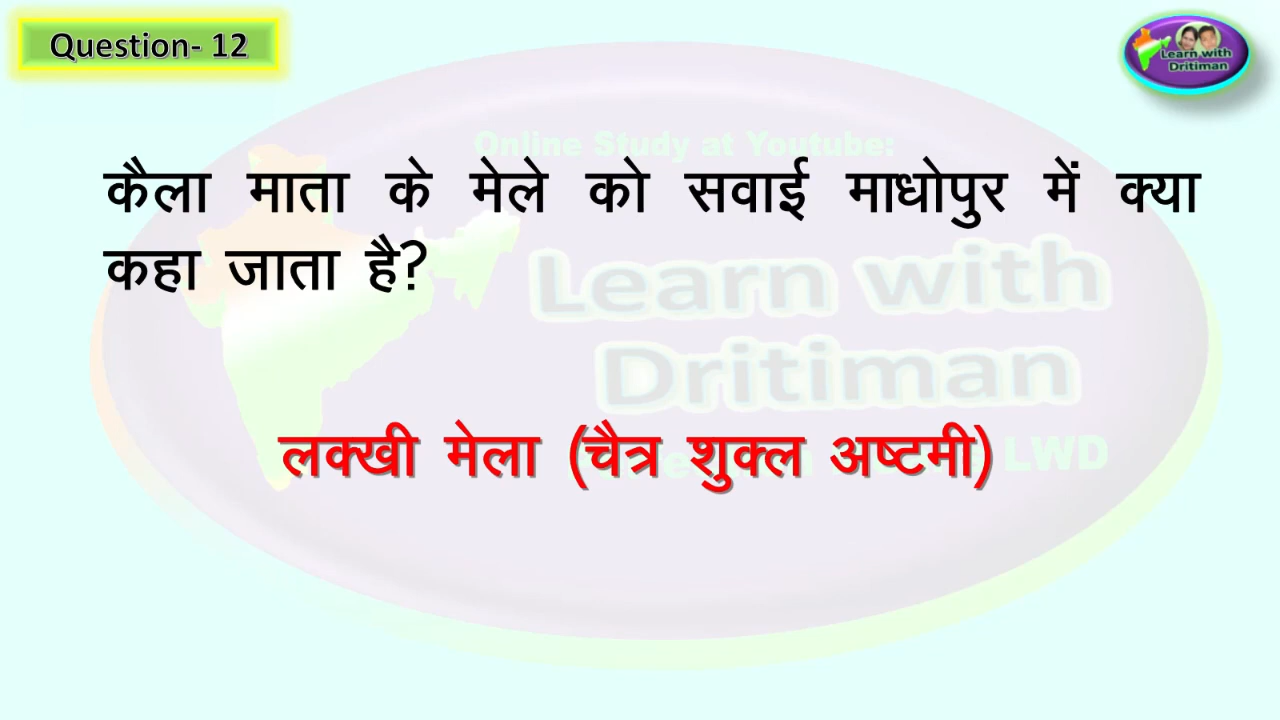 Question- 12
Learn with
Dritiman
Online Study at Youtube:
कैला माता के मेले को सवाई माधोपुर में क्या
कहा जाता है?
Learn with
Dritiman
लक्खी मेला (चैत्र शुक्ल अष्टमी)
LWD